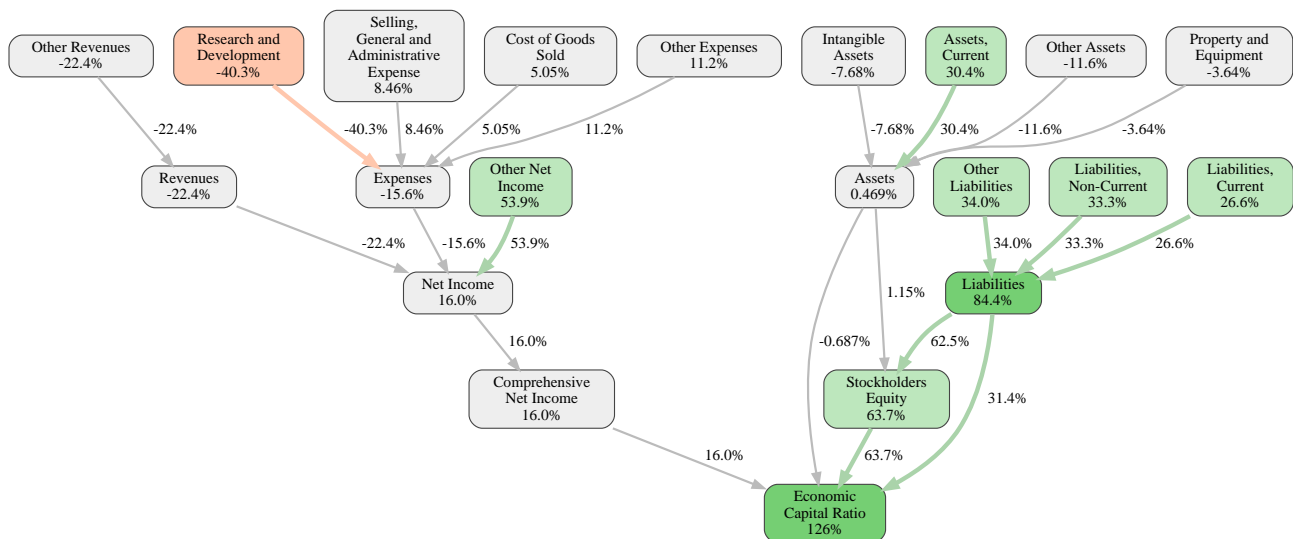 Other Revenues
-22.4%
Research and
Development
-40.3%
Selling,
General and
Administrative
Expense
8.46%
Cost of Goods
Sold
5.05%
Other Expenses
11.2%
Intangible
Assets
-7.68%
Assets,
Current
30.4%
Other Assets
-11.6%
Property and
Equipment
-3.64%
-22.4%
-40.3%
8.46%
5.05%
11.2%
-7.68%
30.4%
-11.6%
-3.64%
Revenues
-22.4%
Expenses
-15.6%
Other Net
Income
53.9%
Assets
0.469%
Other
Liabilities
34.0%
Liabilities,
Non-Current
33.3%
Liabilities,
Current
26.6%
-22.4%
-15.6%
53.9%
34.0%
33.3%
26.6%
Net Income
16.0%
1.15%
Liabilities
84.4%
16.0%
-0.687%
62.5%
Comprehensive
Net Income
16.0%
Stockholders
Equity
63.7%
31.4%
16.0%
63.7%
Economic
Capital Ratio
126%